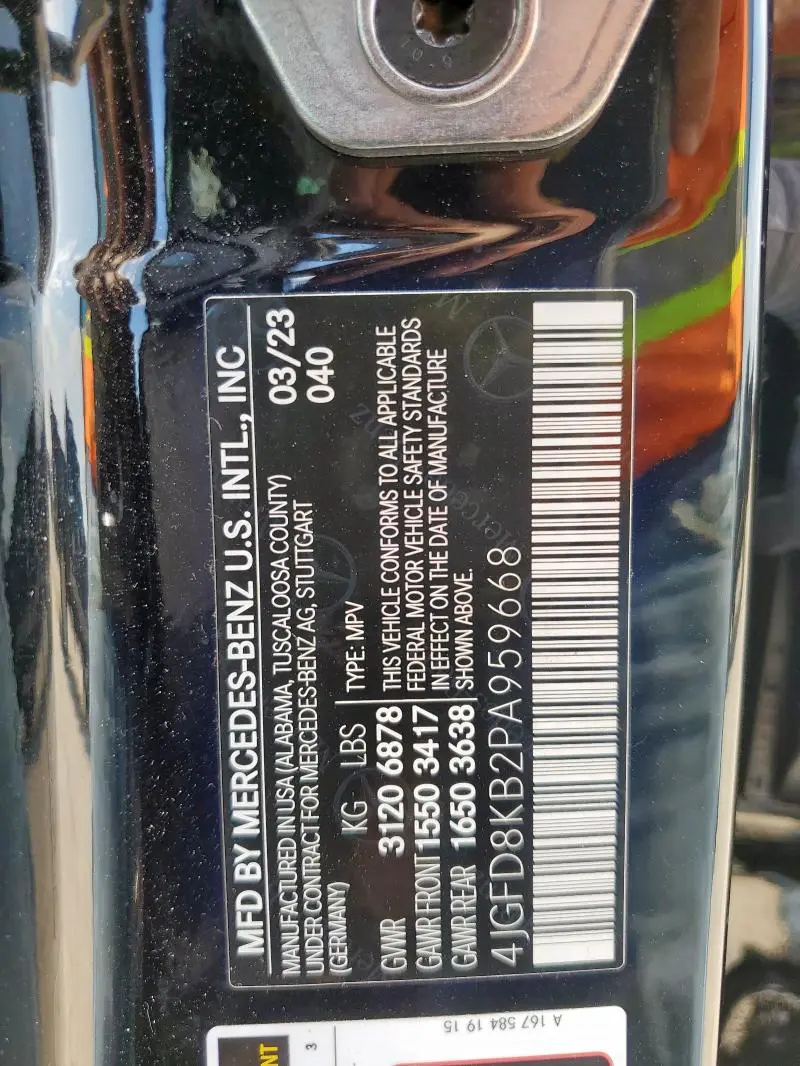 MFD BY MERCEDES-BENZ U.S. INTL., INC
MANUFACTURED IN USA (ALABAMA, TUSCALOOSA COUNTY) 03/23
UNDER CONTRACT FOR MERCEDES-BENZ AG, STUTTGART 040
(GERMANY)
KG LBS TYPE: MPV
GVWR 3120 6878 THIS VEHICLE CONFORMS TO ALL APPLICABLE
GAWR FRONT 1550 3417 FEDERAL MOTOR VEHICLE SAFETY STANDARDS
IN EFFECT ON THE DATE OF MANUFACTURE
GAWR REAR 1650 3638 SHOWN ABOVE.
4JGFD8KB2PA959668
A 167 584 19 15
NT
3